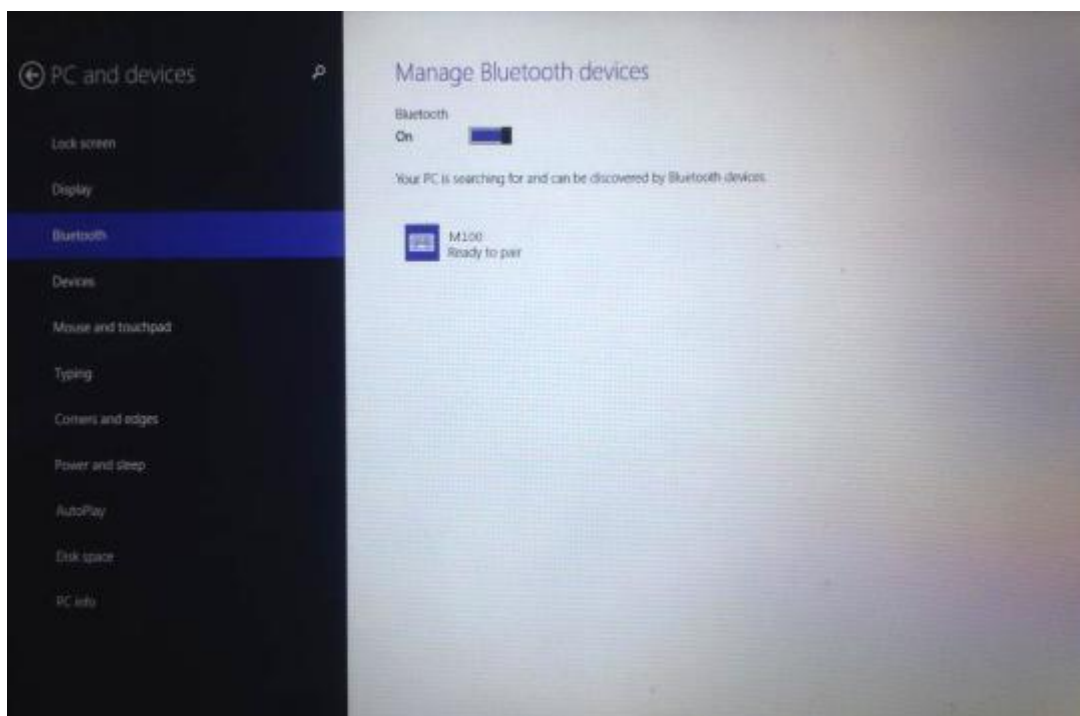 PC and devices
Lock screen
Display
Bluetooth
Devices
Mouse and touchpad
Typing
Corners and edges
Power and sleep
AutoPlay
Disk space
PC info
Manage Bluetooth devices
Bluetooth
On
Your PC is searching for and can be discovered by Bluetooth devices.
M100
Ready to pair